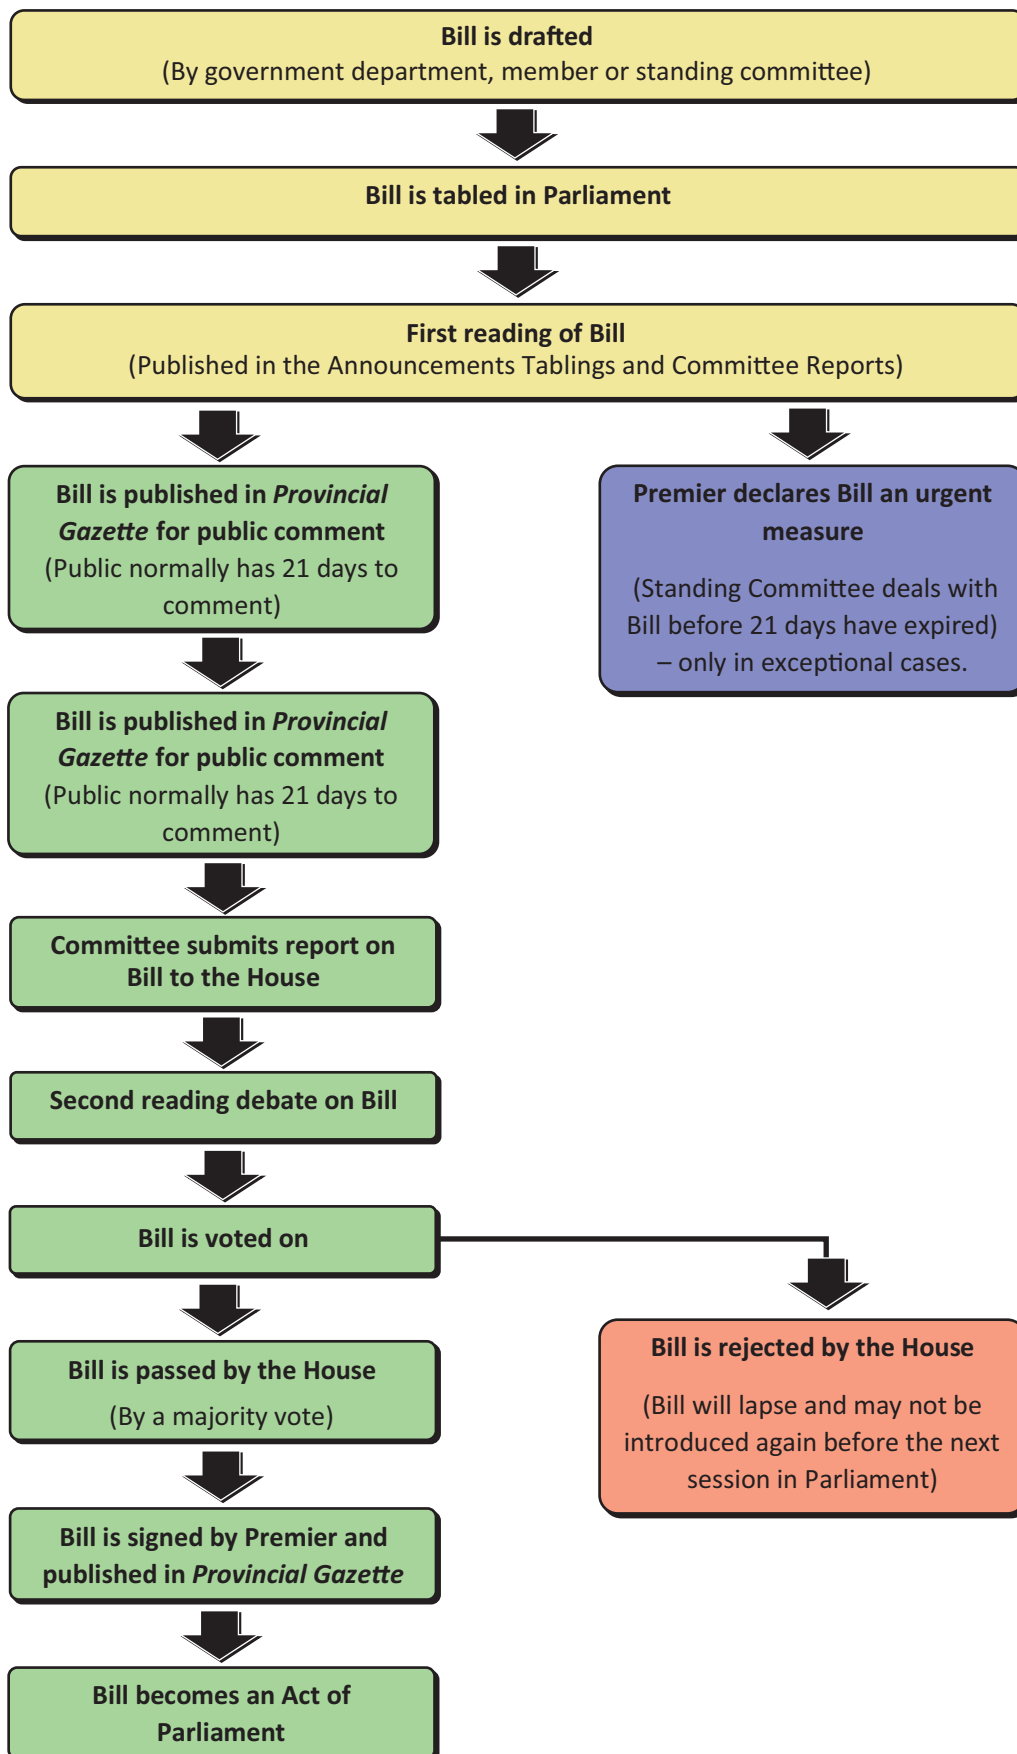 Bill is drafted
(By government department, member or standing committee)
Bill is tabled in Parliament
First reading of Bill
(Published in the Announcements Tablings and Committee Reports)
Bill is published in Provincial
Gazette for public comment
(Public normally has 21 days to
comment)
Premier declares Bill an urgent
measure
(Standing Committee deals with
Bill before 21 days have expired)
– only in exceptional cases.
Bill is published in Provincial
Gazette for public comment
(Public normally has 21 days to
comment)
Committee submits report on
Bill to the House
Second reading debate on Bill
Bill is voted on
Bill is passed by the House
(By a majority vote)
Bill is rejected by the House
(Bill will lapse and may not be
introduced again before the next
session in Parliament)
Bill is signed by Premier and
published in Provincial Gazette
Bill becomes an Act of
Parliament